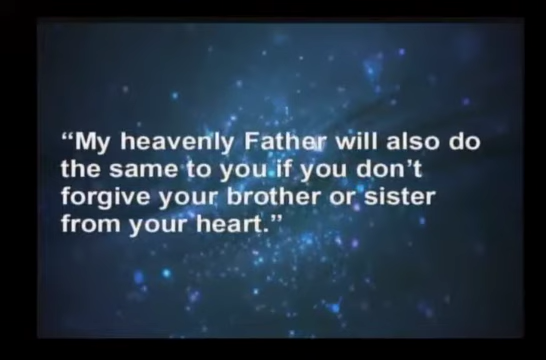 “My heavenly Father will also do
the same to you if you don’t
forgive your brother or sister
from your heart.”